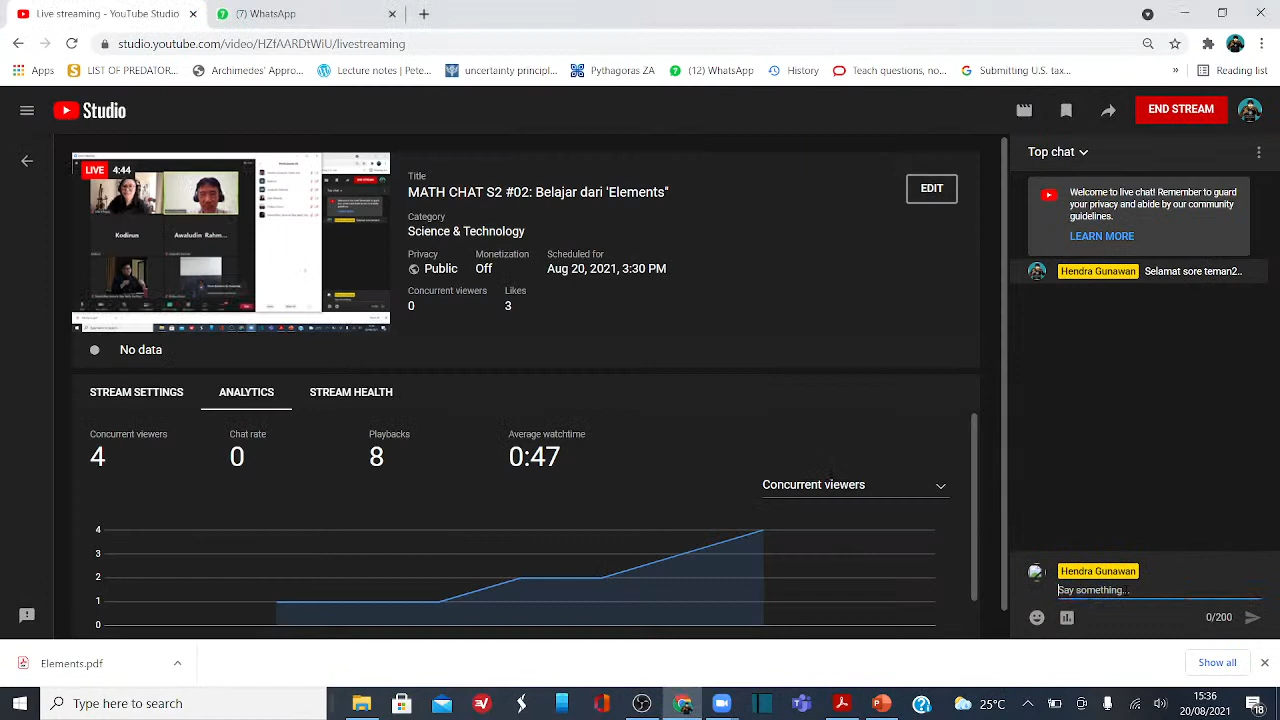 Live streaming - YouTube Studio
(7) WhatsApp
studio.youtube.com/video/HZfAARDtWiU/livestreaming
Apps
LIST OF PREDATOR...
Archimedes' Appro...
Lecture notes | Pete...
uncertainty principl...
Pythagoras ZA
(12) WhatsApp
History
Teach questions, no...
Submitting U.S. tax...
»
Reading list
Studio
END STREAM
LIVE 4:44
Kodirun
Awaludin Rahm...
Title
MATH CHAT S2 #02: Belajar dari 'Elements'
EDIT
Category
Science & Technology
Privacy
Public
Monetization
Off
Scheduled for
Aug 20, 2021, 3:30 PM
Concurrent viewers
0
Likes
3
No data
STREAM SETTINGS
ANALYTICS
STREAM HEALTH
Concurrent viewers
4
Chat rate
0
Playbacks
8
Average watchtime
0:47
Concurrent viewers
4
3
2
1
0
Top chat
Welcome to live chat! Remember to
guard your privacy and abide by our community
guidelines.
LEARN MORE
Hendra Gunawan
Hendra Gunawan
Say something...
0/200
Elements.pdf
Show all
Type here to search
25°C
15:36
20/08/2021
8